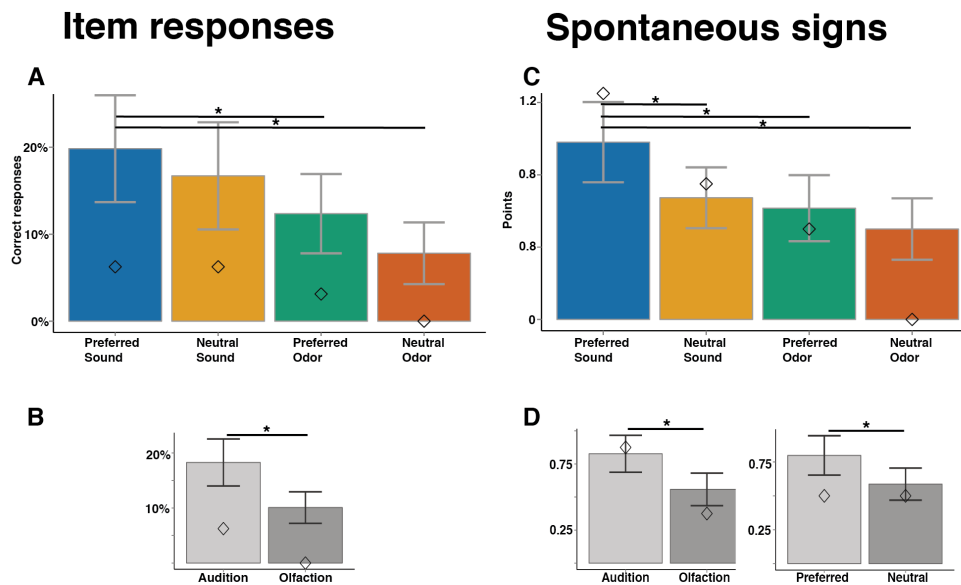 Item responses
Spontaneous signs
A
*
*
20%
10%
0%
Correct responses
Preferred Sound
Neutral Sound
Preferred Odor
Neutral Odor
C
*
*
*
1.2
0.8
0.8
0
Points
Preferred Sound
Neutral Sound
Preferred Odor
Neutral Odor
B
*
20%
10%
Audition
Olfaction
D
*
0.75
0.25
Audition
Olfaction
*
0.75
0.25
Preferred
Neutral